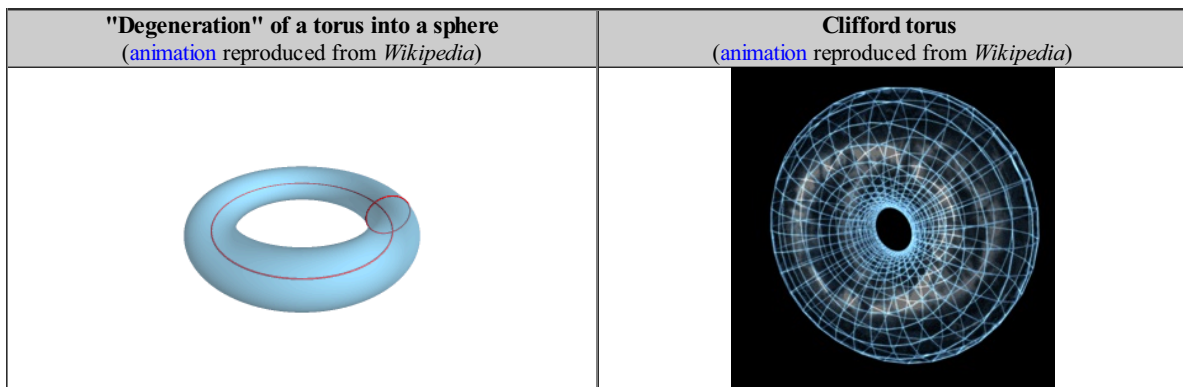 "Degeneration" of a torus into a sphere
(animation reproduced from Wikipedia)
Clifford torus
(animation reproduced from Wikipedia)